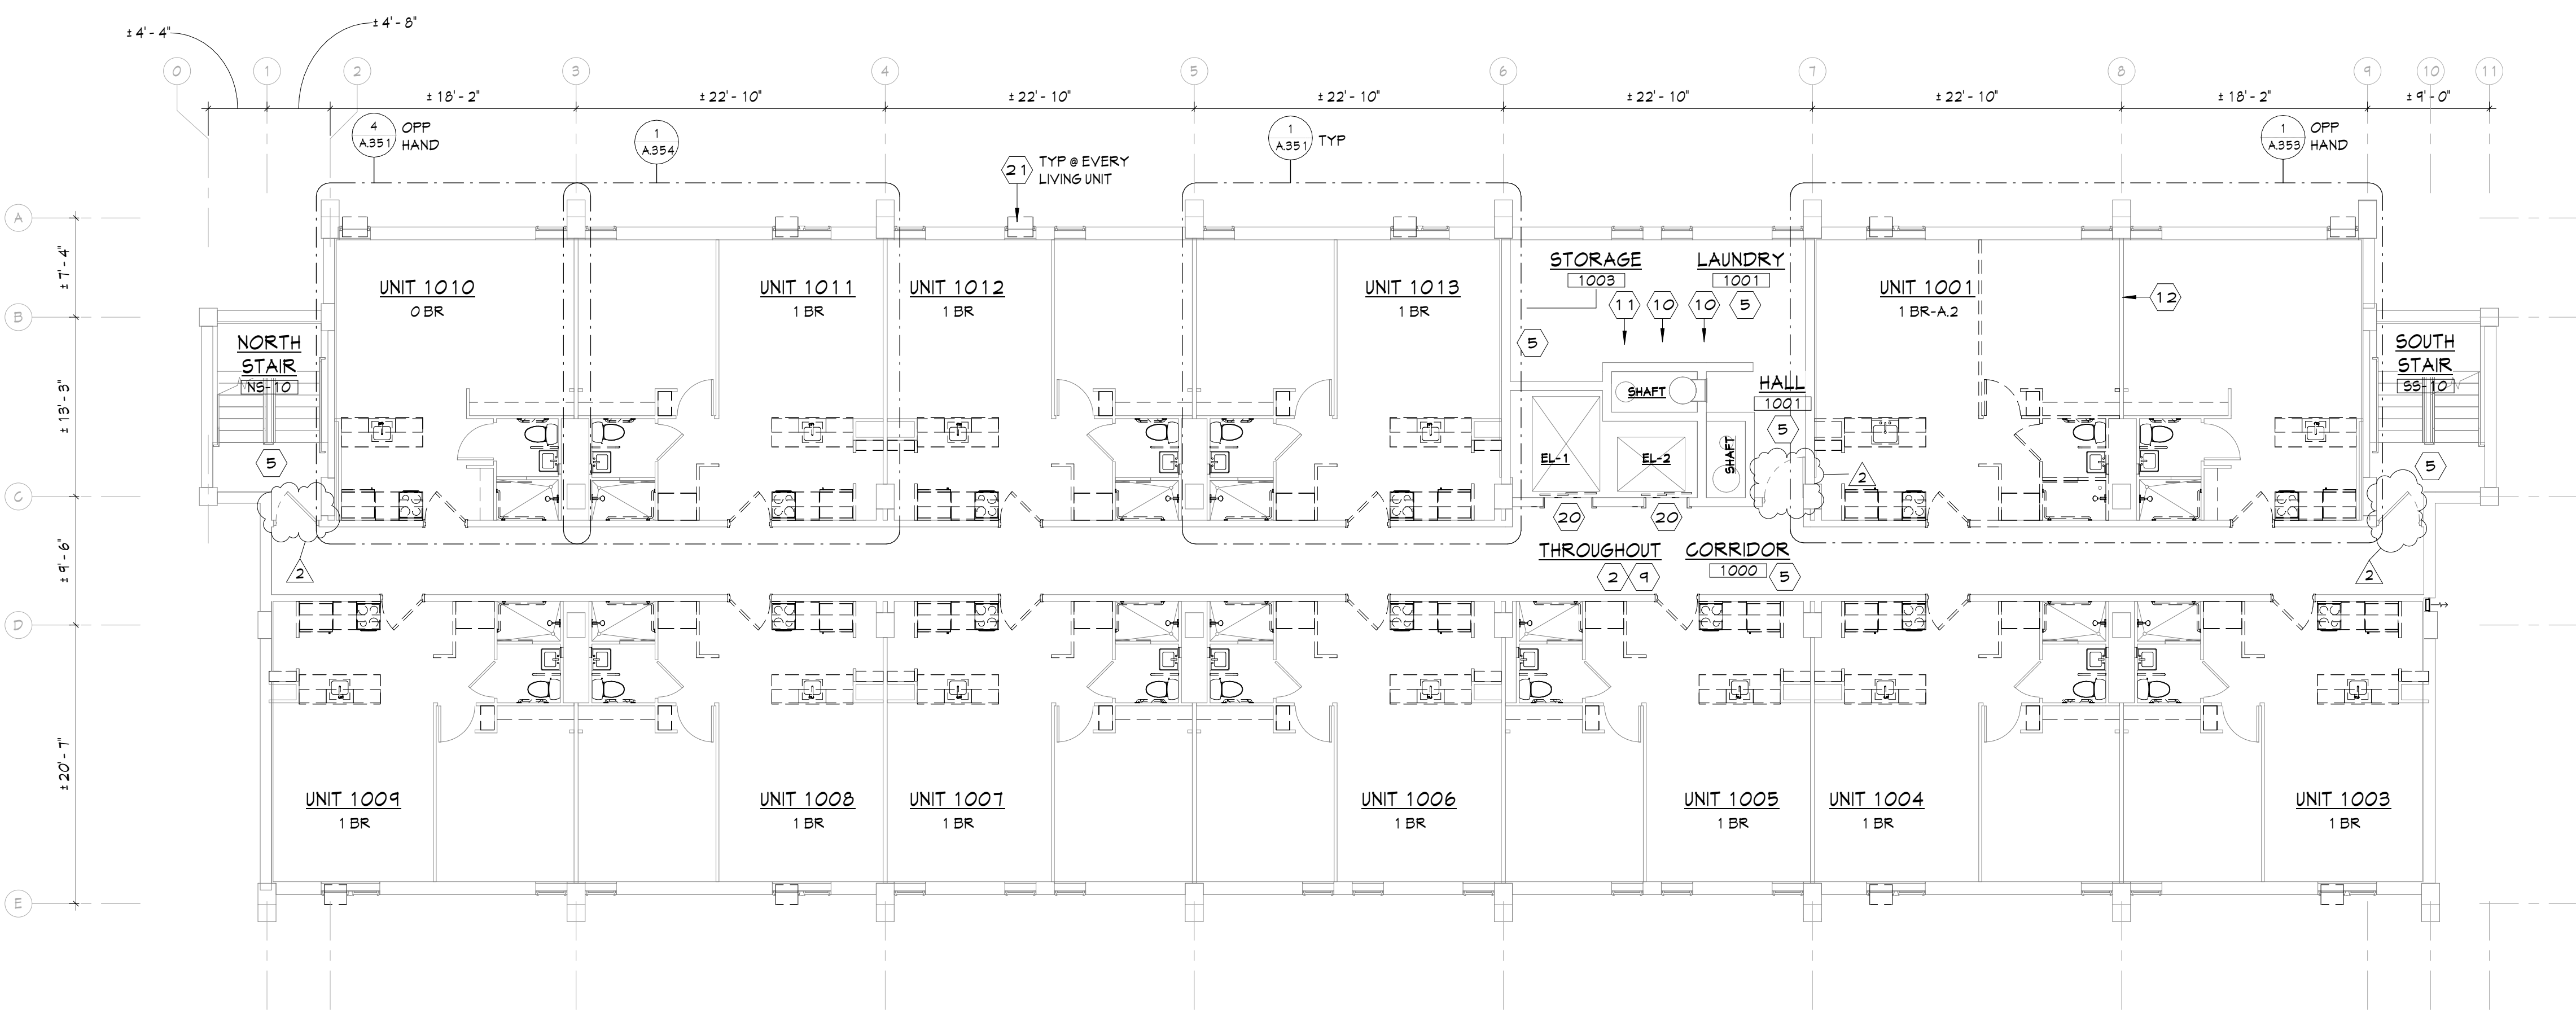 ± 4' - 4"
± 4' - 8"
0
1
2
3
4
5
6
7
8
9
10
11
± 18' - 2"
± 22' - 10"
± 22' - 10"
± 22' - 10"
± 22' - 10"
± 22' - 10"
± 18' - 2"
± 9' - 0"
4
A.351
OPP
HAND
1
A.354
21
TYP @ EVERY
LIVING UNIT
1
A.351
TYP
1
A.353
OPP
HAND
A
B
C
D
E
± 7' - 4"
± 13' - 3"
± 9' - 6"
± 20' - 7"
NORTH
STAIR
NS-10
5
2
UNIT 1010
0 BR
UNIT 1011
1 BR
UNIT 1012
1 BR
UNIT 1013
1 BR
STORAGE
1003
LAUNDRY
1001
11
10
10
5
5
SHAFT
HALL
1001
5
EL-1
EL-2
SHAFT
2
20
20
UNIT 1001
1 BR-A.2
12
SOUTH
STAIR
SS-10
5
2
THROUGHOUT
2
9
CORRIDOR
1000
5
UNIT 1009
1 BR
UNIT 1008
1 BR
UNIT 1007
1 BR
UNIT 1006
1 BR
UNIT 1005
1 BR
UNIT 1004
1 BR
UNIT 1003
1 BR